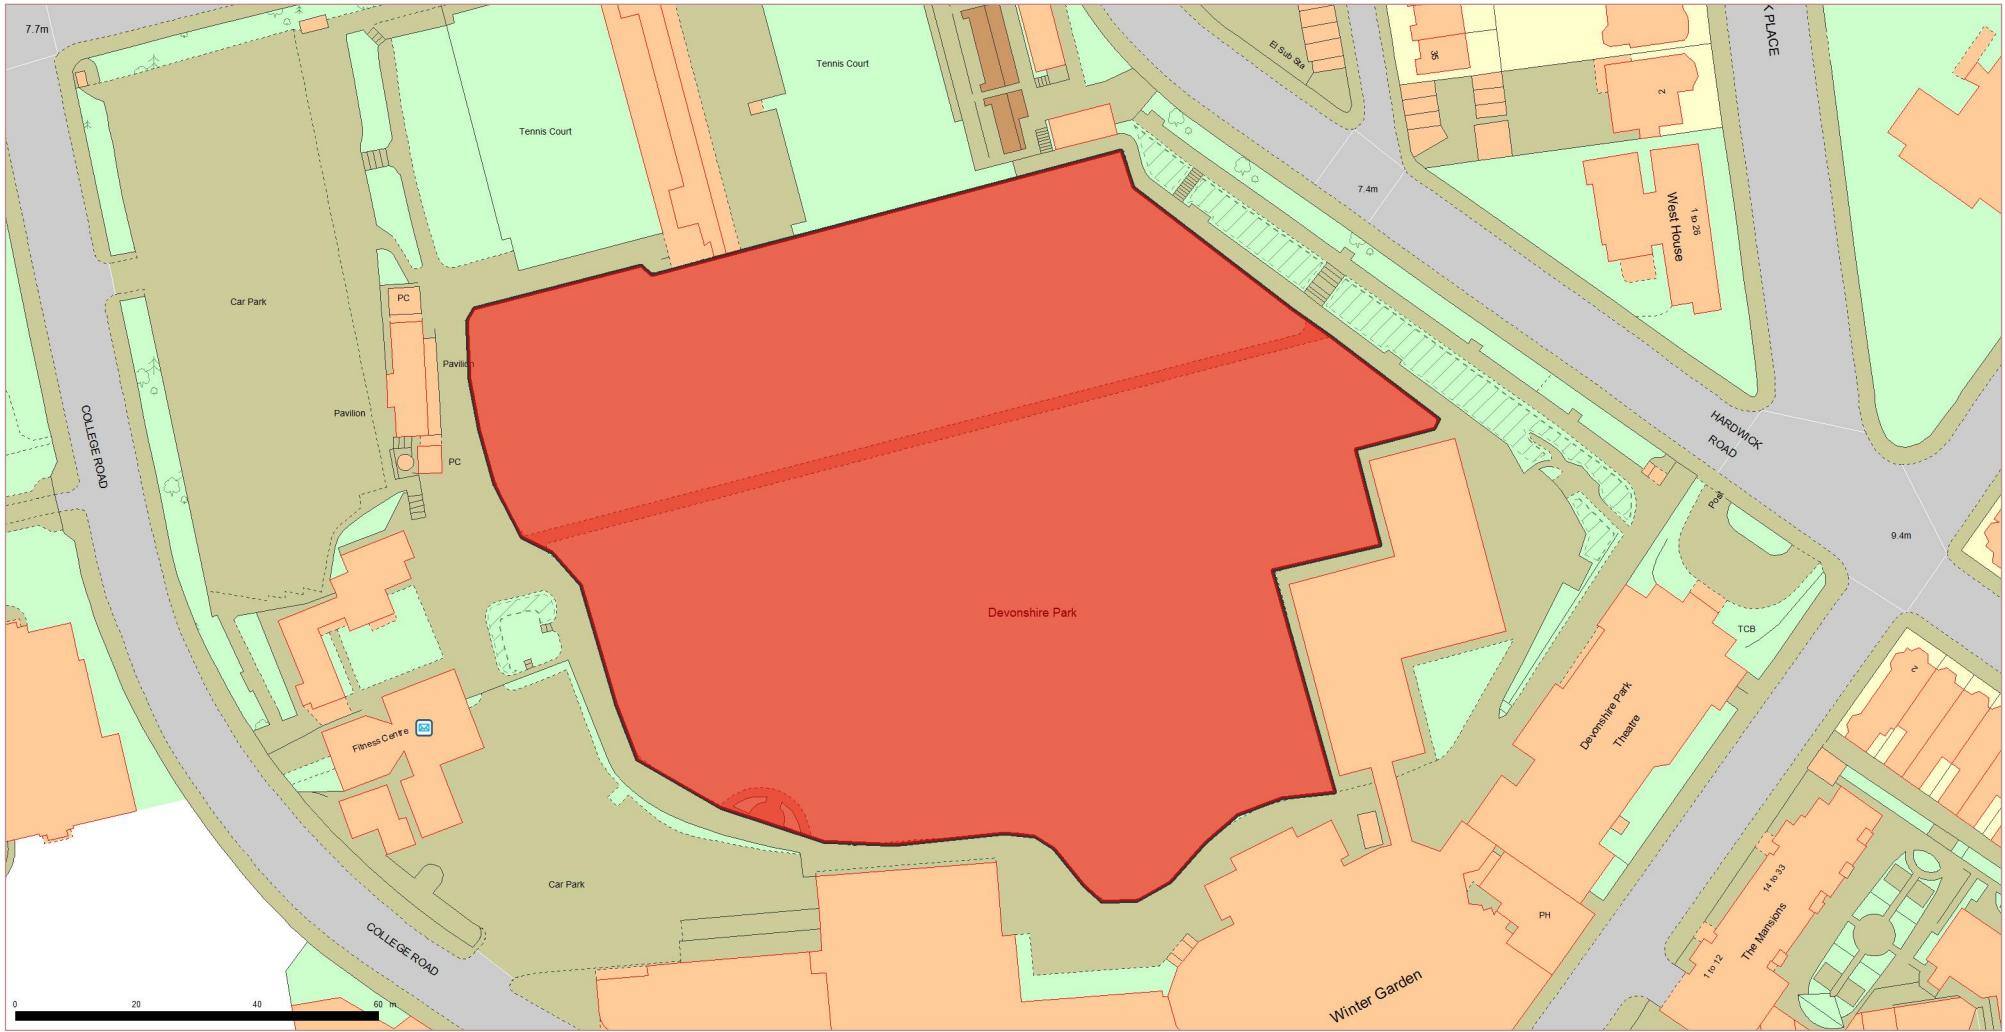 7.7m
K PLACE
El Sub Sta
35
Tennis Court
2
Tennis Court
7.4m
1 to 26
West House
Car Park
PC
Pavilion
Pavilion
COLLEGE ROAD
HARDWICK
ROAD
PC
Post
9.4m
Devonshire Park
TCB
2
Devonshire Park
Theatre
Fitness Centre
Car Park
14 to 33
PH
The Mansions
COLLEGE ROAD
1 to 12
Winter Garden
0 20 40 60 m